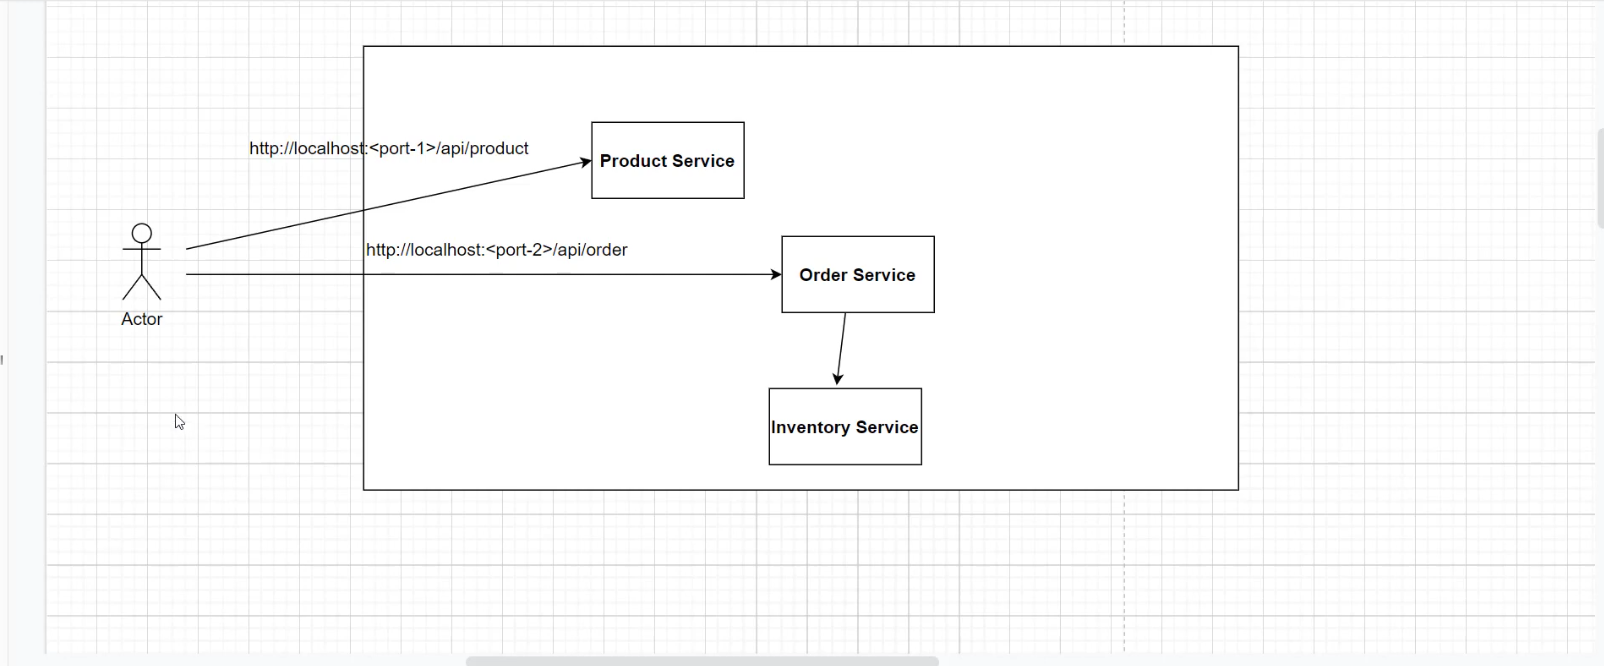 http://localhost:<port-1>/api/product
Product Service
http://localhost:<port-2>/api/order
Order Service
Actor
Inventory Service